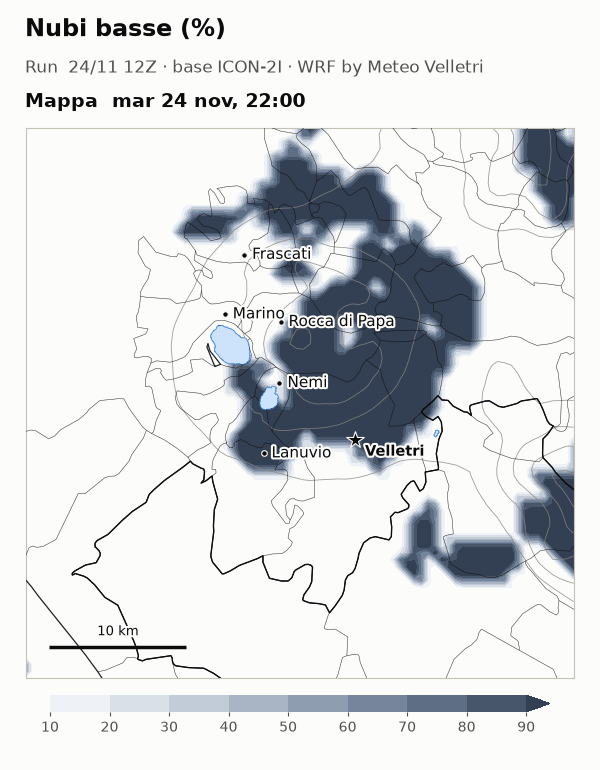 Nubi basse (%)
Run  24/11 12Z · base ICON-2I · WRF by Meteo Velletri
Mappa  mar 24 nov, 22:00
Frascati
Marino
Rocca di Papa
Nemi
Velletri
Lanuvio
10 km
10 20 30 40 50 60 70 80 90